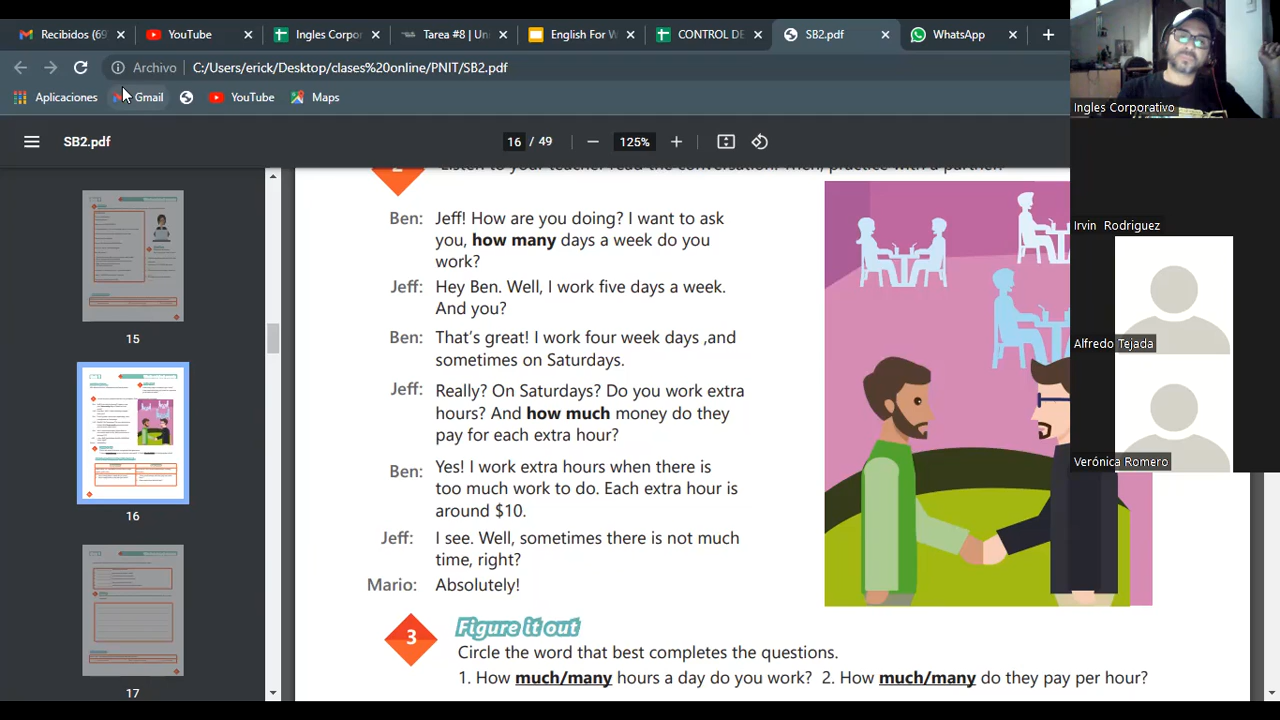 Recibidos (69
YouTube
Ingles Corpor
Tarea #8 | Un
English For W
CONTROL DE
SB2.pdf
WhatsApp
Archivo
C:/Users/erick/Desktop/clases%20online/PNIT/SB2.pdf
Aplicaciones
Gmail
YouTube
Maps
Ingles Corporativo
SB2.pdf
16 / 49
125%
Ben: Jeff! How are you doing? I want to ask
you, how many days a week do you
work?
Jeff: Hey Ben. Well, I work five days a week.
And you?
Ben: That's great! I work four week days ,and
sometimes on Saturdays.
Jeff: Really? On Saturdays? Do you work extra
hours? And how much money do they
pay for each extra hour?
Ben: Yes! I work extra hours when there is
too much work to do. Each extra hour is
around $10.
Jeff: I see. Well, sometimes there is not much
time, right?
Mario: Absolutely!
3
Figure it out
Circle the word that best completes the questions.
1. How much/many hours a day do you work? 2. How much/many do they pay per hour?
15
16
17
Irvin Rodriguez
Alfredo Tejada
Verónica Romero